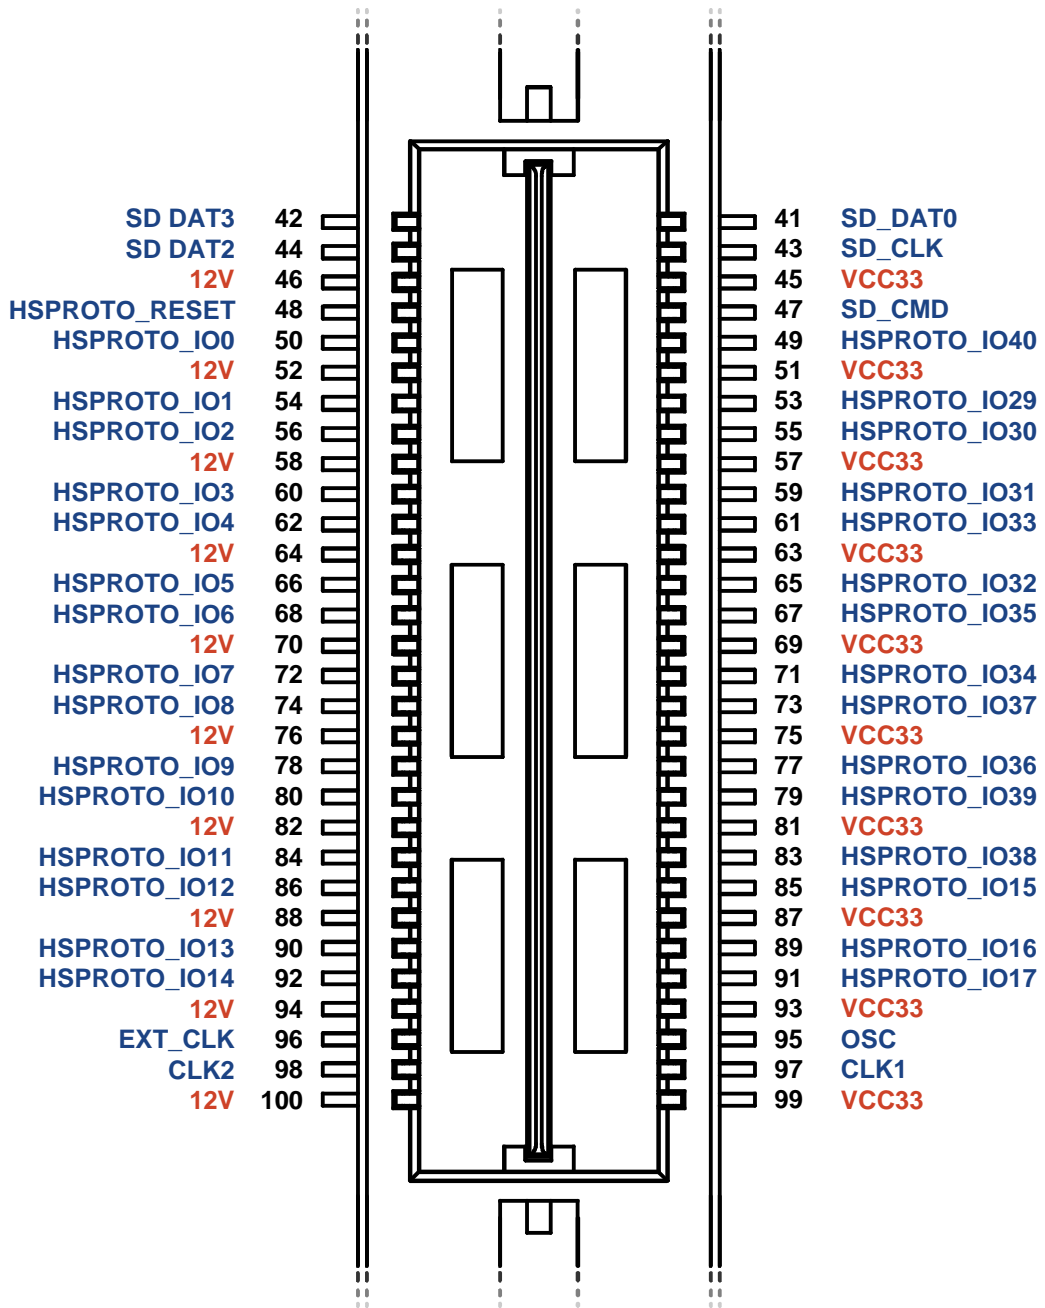 SD DAT3 42 41 SD_DAT0
SD DAT2 44 43 SD_CLK
12V 46 45 VCC33
HSPROTO_RESET 48 47 SD_CMD
HSPROTO_IO0 50 49 HSPROTO_IO40
12V 52 51 VCC33
HSPROTO_IO1 54 53 HSPROTO_IO29
HSPROTO_IO2 56 55 HSPROTO_IO30
12V 58 57 VCC33
HSPROTO_IO3 60 59 HSPROTO_IO31
HSPROTO_IO4 62 61 HSPROTO_IO33
12V 64 63 VCC33
HSPROTO_IO5 66 65 HSPROTO_IO32
HSPROTO_IO6 68 67 HSPROTO_IO35
12V 70 69 VCC33
HSPROTO_IO7 72 71 HSPROTO_IO34
HSPROTO_IO8 74 73 HSPROTO_IO37
12V 76 75 VCC33
HSPROTO_IO9 78 77 HSPROTO_IO36
HSPROTO_IO10 80 79 HSPROTO_IO39
12V 82 81 VCC33
HSPROTO_IO11 84 83 HSPROTO_IO38
HSPROTO_IO12 86 85 HSPROTO_IO15
12V 88 87 VCC33
HSPROTO_IO13 90 89 HSPROTO_IO16
HSPROTO_IO14 92 91 HSPROTO_IO17
12V 94 93 VCC33
EXT_CLK 96 95 OSC
CLK2 98 97 CLK1
12V 100 99 VCC33